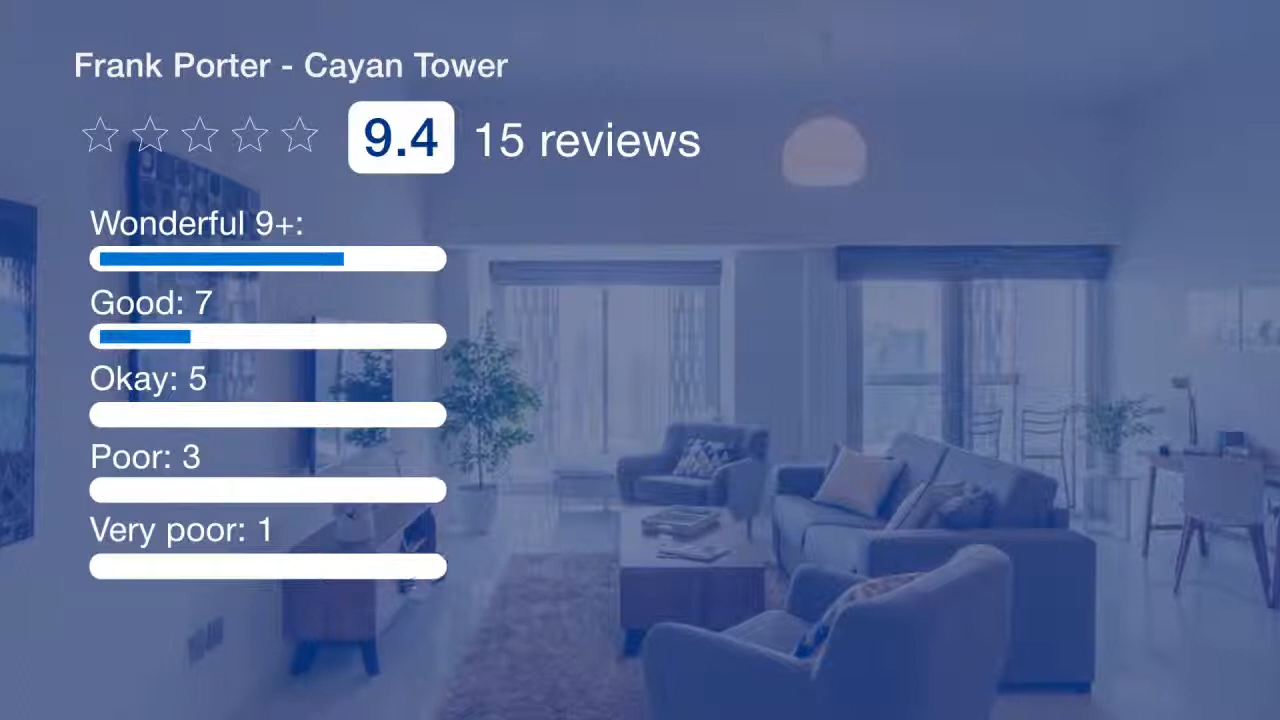 Frank Porter - Cayan Tower
9.4 15 reviews
Wonderful 9+:
Good: 7
Okay: 5
Poor: 3
Very poor: 1